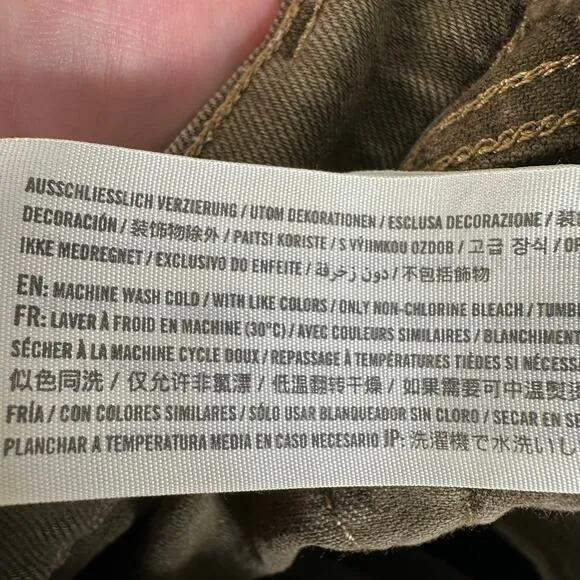 AUSSCHLIESSLICH VERZIERUNG / UTOM DEKORATIONEN / ESCLUSA DECORAZIONE / 装
DECORACIÓN / 装饰物除外 / PAITSI KORISTE / S VÝJIMKOU OZDOB / 고급 장식 / OP
IKKE MEDREGNET / EXCLUSIVO DO ENFEITE / دون زخرفة / 不包括飾物
EN: MACHINE WASH COLD / WITH LIKE COLORS / ONLY NON-CHLORINE BLEACH / TUMBL
FR: LAVER À FROID EN MACHINE (30°C) / AVEC COULEURS SIMILAIRES / BLANCHIMENT
SÉCHER À LA MACHINE CYCLE DOUX / REPASSAGE À TEMPÉRATURES TIÈDES SI NÉCESS
似色同洗 / 仅允许非氯漂 / 低温翻转干燥 / 如果需要可中温熨烫
FRÍA / CON COLORES SIMILARES / SÓLO USAR BLANQUEADOR SIN CLORO / SECAR EN SE
PLANCHAR A TEMPERATURA MEDIA EN CASO NECESARIO JP: 洗濯機で水洗いし